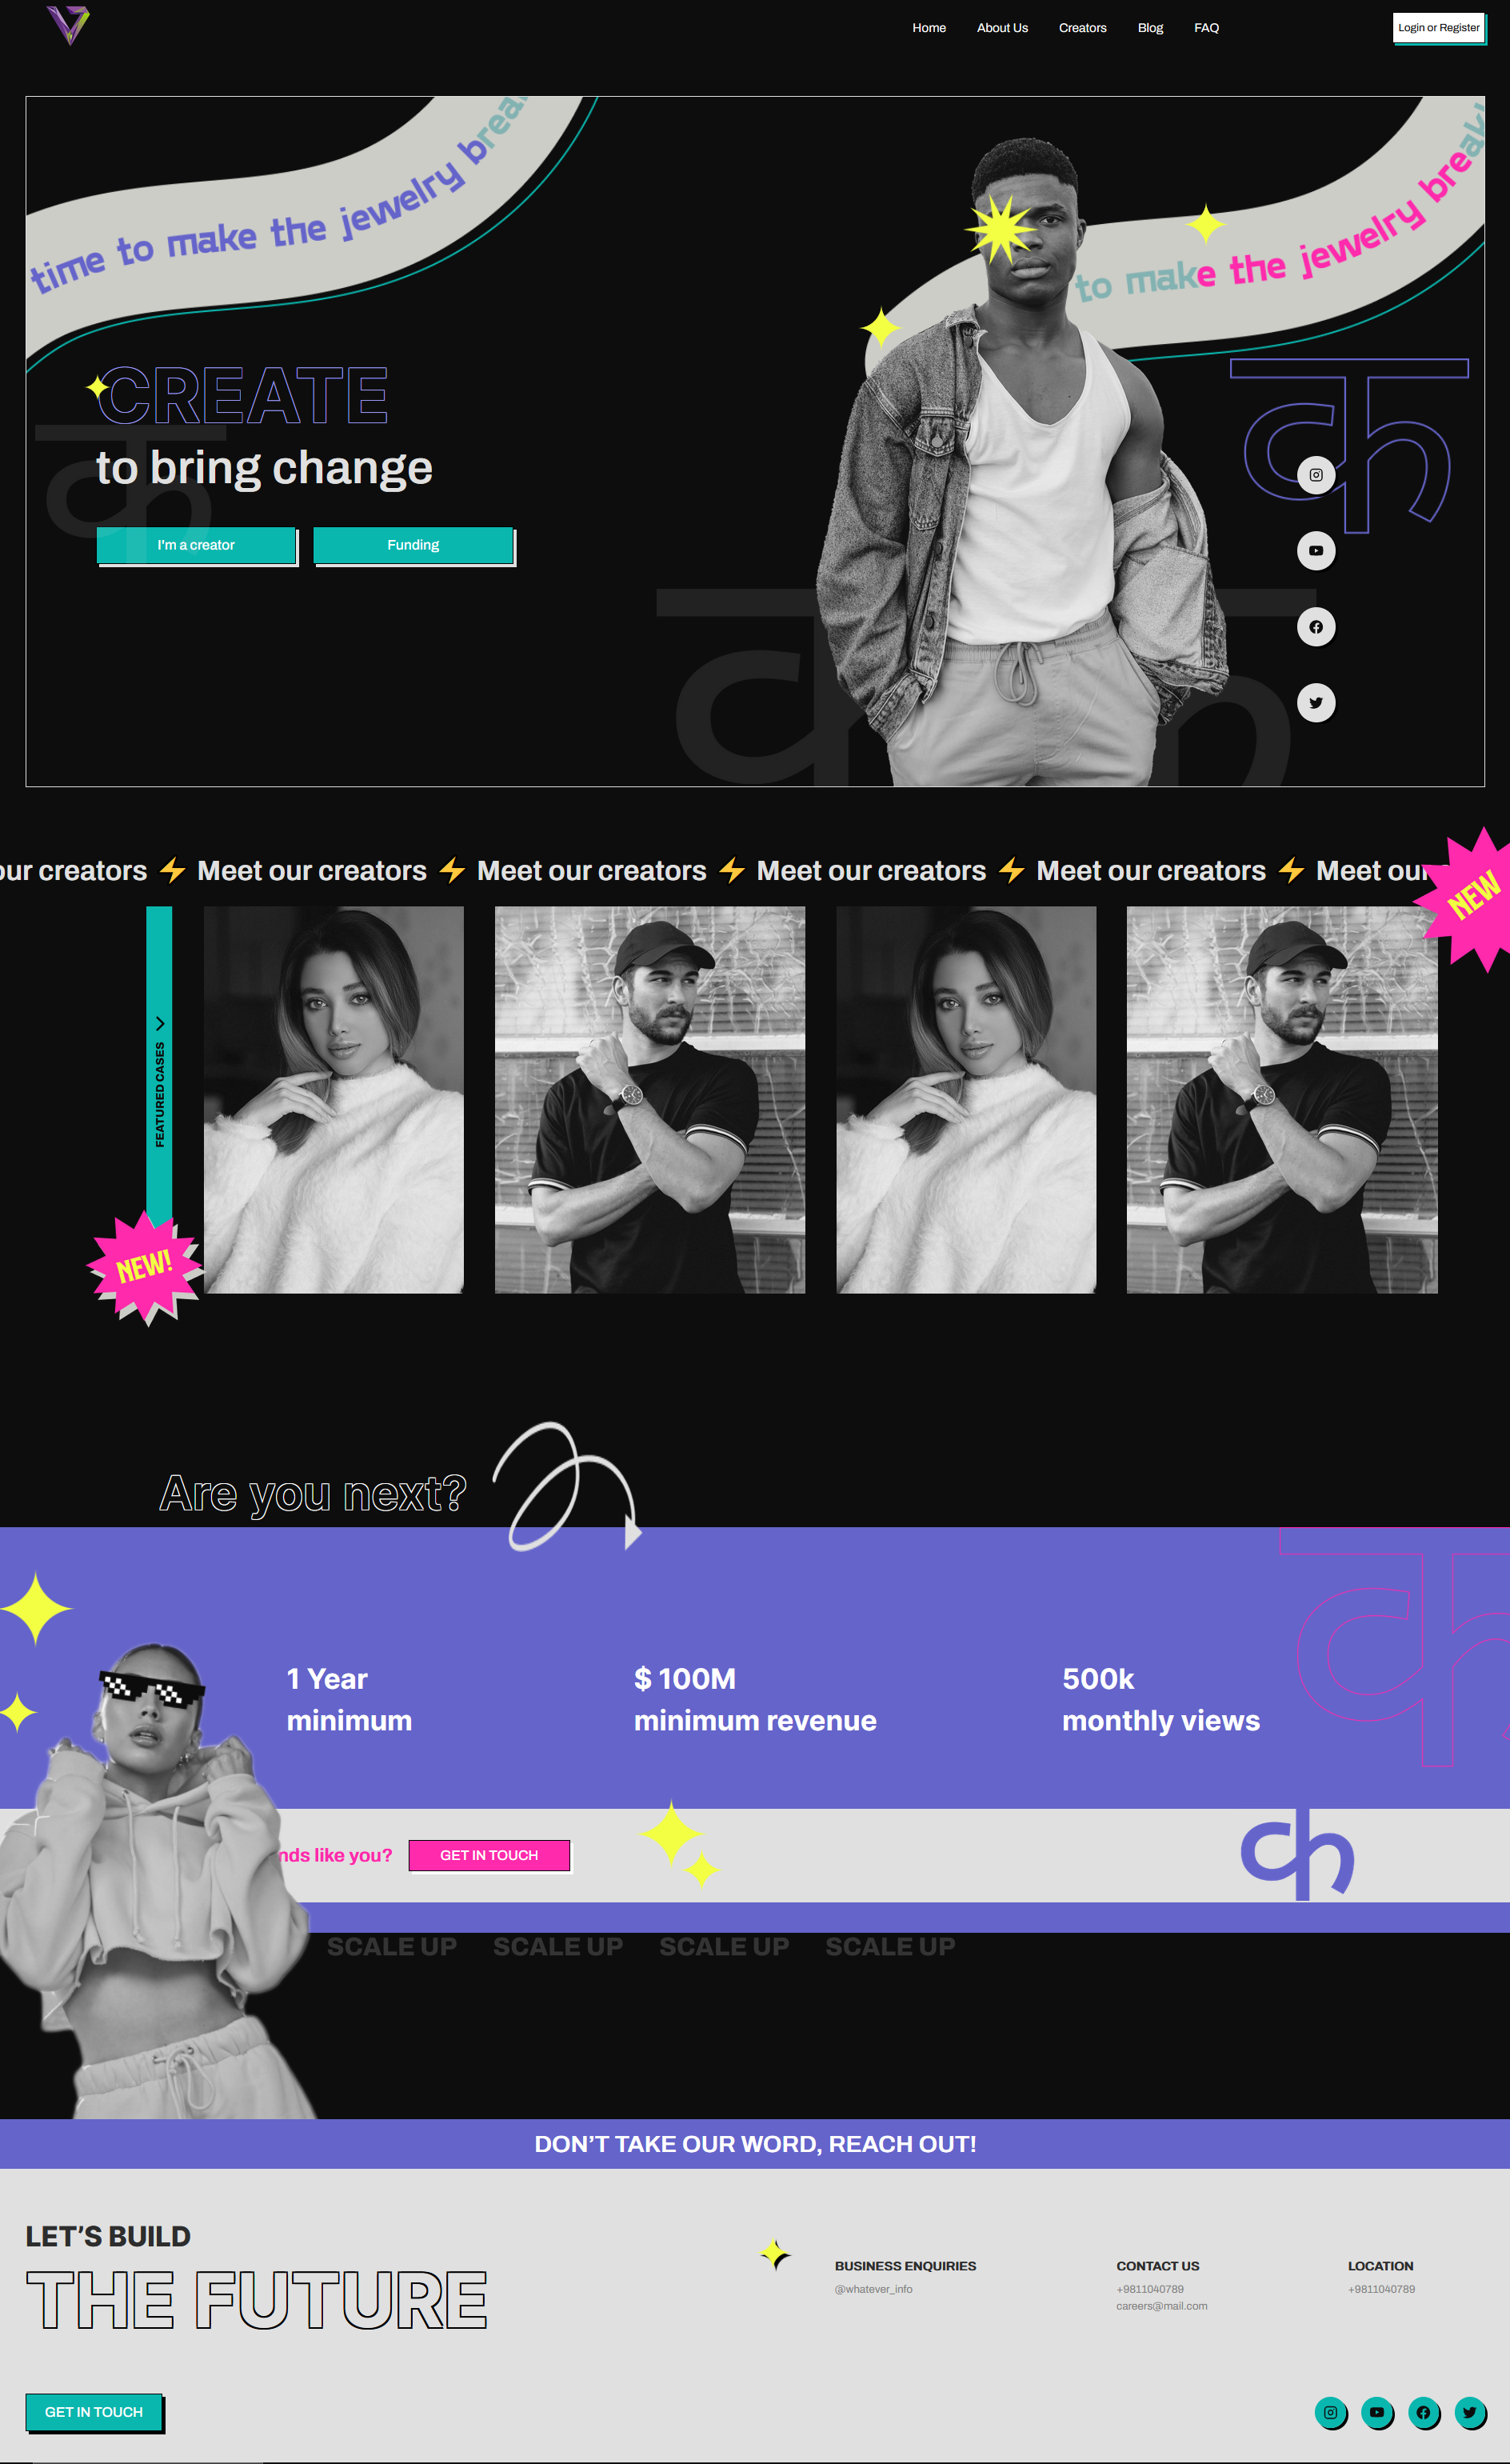 Home About Us Creators Blog FAQ
Login or Register
time to make the jewelry brea
to make the jewelry break
CREATE
to bring change
क
क
I'm a creator
Funding
क
our creators ⚡ Meet our creators ⚡ Meet our creators ⚡ Meet our creators ⚡ Meet our creators ⚡ Meet our
NEW
FEATURED CASES
NEW!
Are you next?
क
1 Year
minimum
$ 100M
minimum revenue
500k
monthly views
nds like you?
GET IN TOUCH
क
SCALE UP SCALE UP SCALE UP SCALE UP
DON’T TAKE OUR WORD, REACH OUT!
LET’S BUILD
THE FUTURE
BUSINESS ENQUIRIES
@whatever_info
CONTACT US
+9811040789
careers@mail.com
LOCATION
+9811040789
GET IN TOUCH